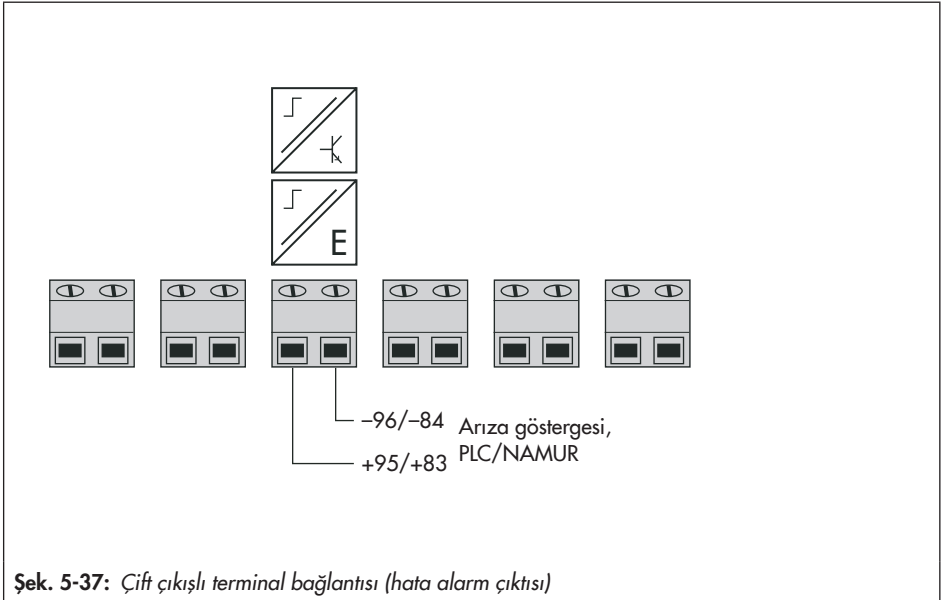 E
–96/–84
Arıza göstergesi,
+95/+83
PLC/NAMUR
Şek. 5-37: Çift çıkışlı terminal bağlantısı (hata alarm çıktısı)